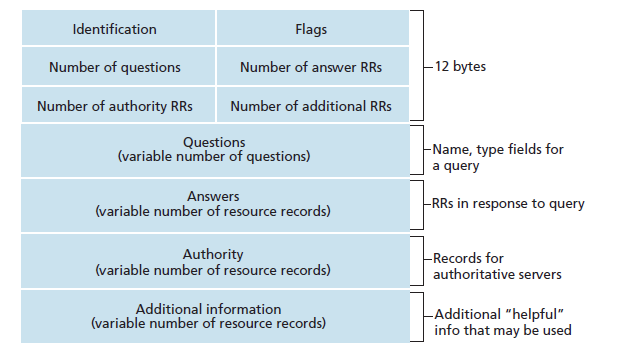 Identification
Flags
Number of questions
Number of answer RRs
12 bytes
Number of authority RRs
Number of additional RRs
Questions
(variable number of questions)
Name, type fields for
a query
Answers
(variable number of resource records)
RRs in response to query
Authority
(variable number of resource records)
Records for
authoritative servers
Additional information
(variable number of resource records)
Additional “helpful”
info that may be used